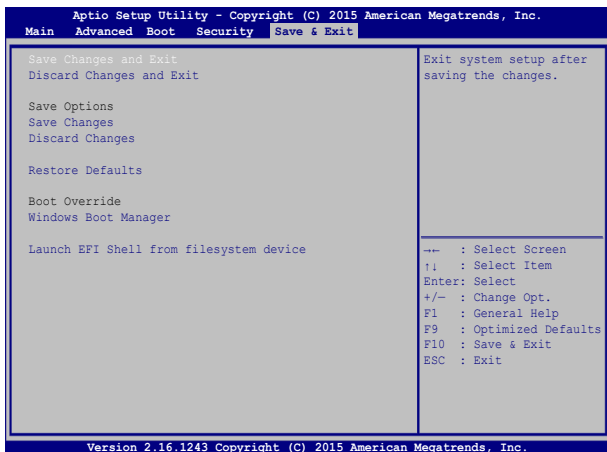 Aptio Setup Utility - Copyright (C) 2015 American Megatrends, Inc.
Main Advanced Boot Security Save & Exit
Save Changes and Exit
Discard Changes and Exit
Save Options
Save Changes
Discard Changes
Restore Defaults
Boot Override
Windows Boot Manager
Launch EFI Shell from filesystem device
Exit system setup after
saving the changes.
→← : Select Screen
↑↓ : Select Item
Enter: Select
+/— : Change Opt.
F1 : General Help
F9 : Optimized Defaults
F10 : Save & Exit
ESC : Exit
Version 2.16.1243 Copyright (C) 2015 American Megatrends, Inc.